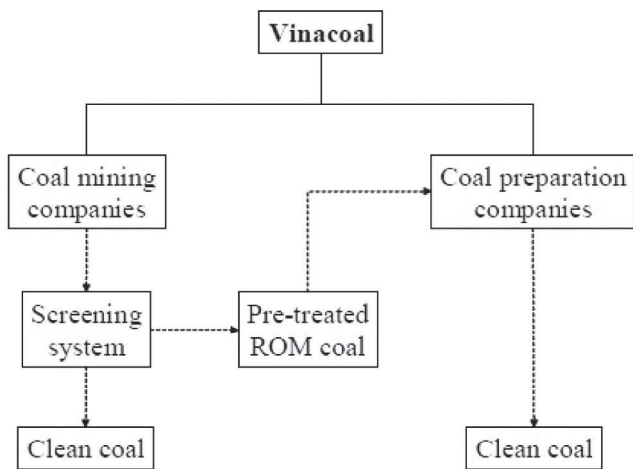 Vinacoal
Coal mining
companies
Coal preparation
companies
Screening
system
Pre-treated
ROM coal
Clean coal
Clean coal